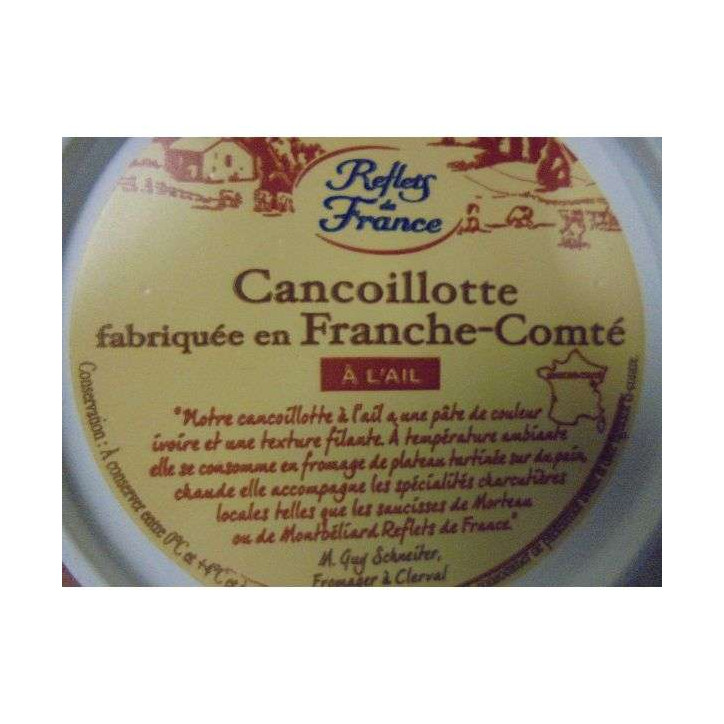 Reflets
de
France
Cancoillotte
fabriquée en Franche-Comté
À L'AIL
"Notre cancoillotte à l'ail a une pâte de couleur
ivoire et une texture filante. À température ambiante
elle se consomme en fromage de plateau tartinée sur du pain,
chaude elle accompagne les spécialités charcutières
locales telles que les saucisses de Morteau
ou de Montbéliard Reflets de France."
M. Guy Schneiter,
Fromager à Clerval
Conservation : À conserver entre 0°C et +4°C